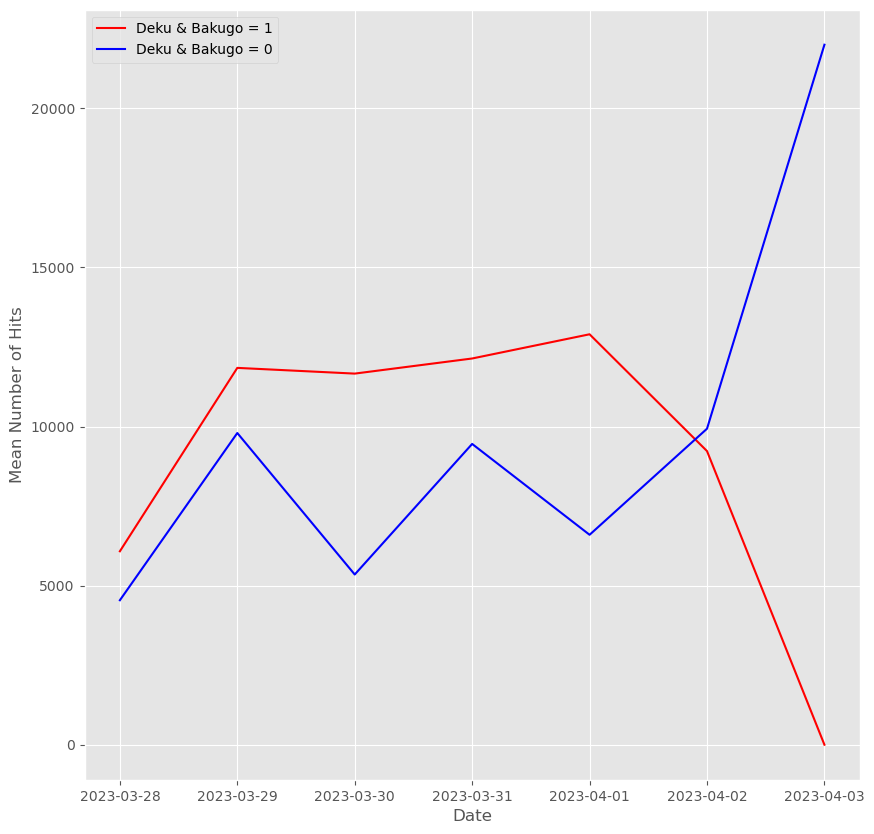 Deku & Bakugo = 1
Deku & Bakugo = 0
20000
15000
10000
5000
0
Mean Number of Hits
2023-03-28 2023-03-29 2023-03-30 2023-03-31 2023-04-01 2023-04-02 2023-04-03
Date